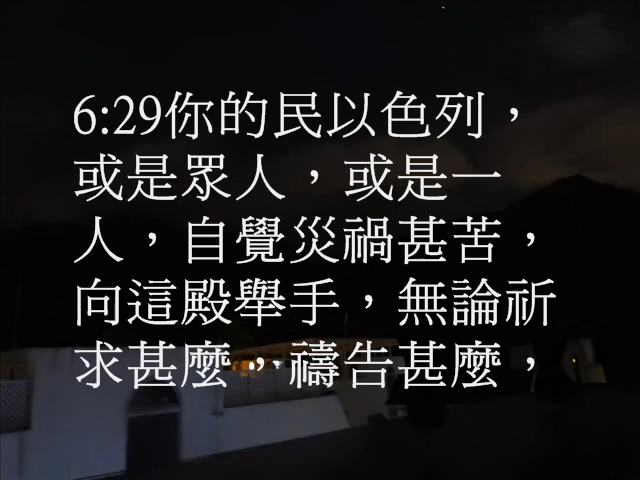 6:29你的民以色列，
或是眾人，或是一
人，自覺災禍甚苦，
向這殿舉手，無論祈
求甚麼，禱告甚麼，